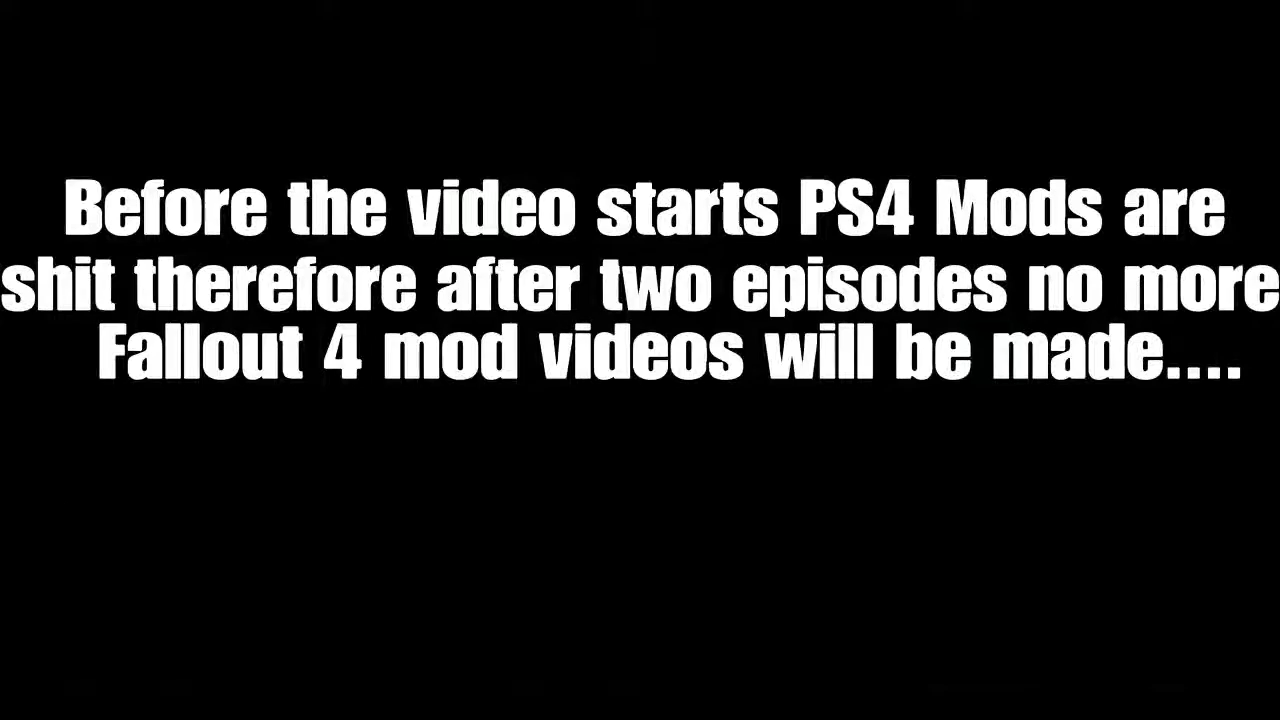 Before the video starts PS4 Mods are
shit therefore after two episodes no more
Fallout 4 mod videos will be made....